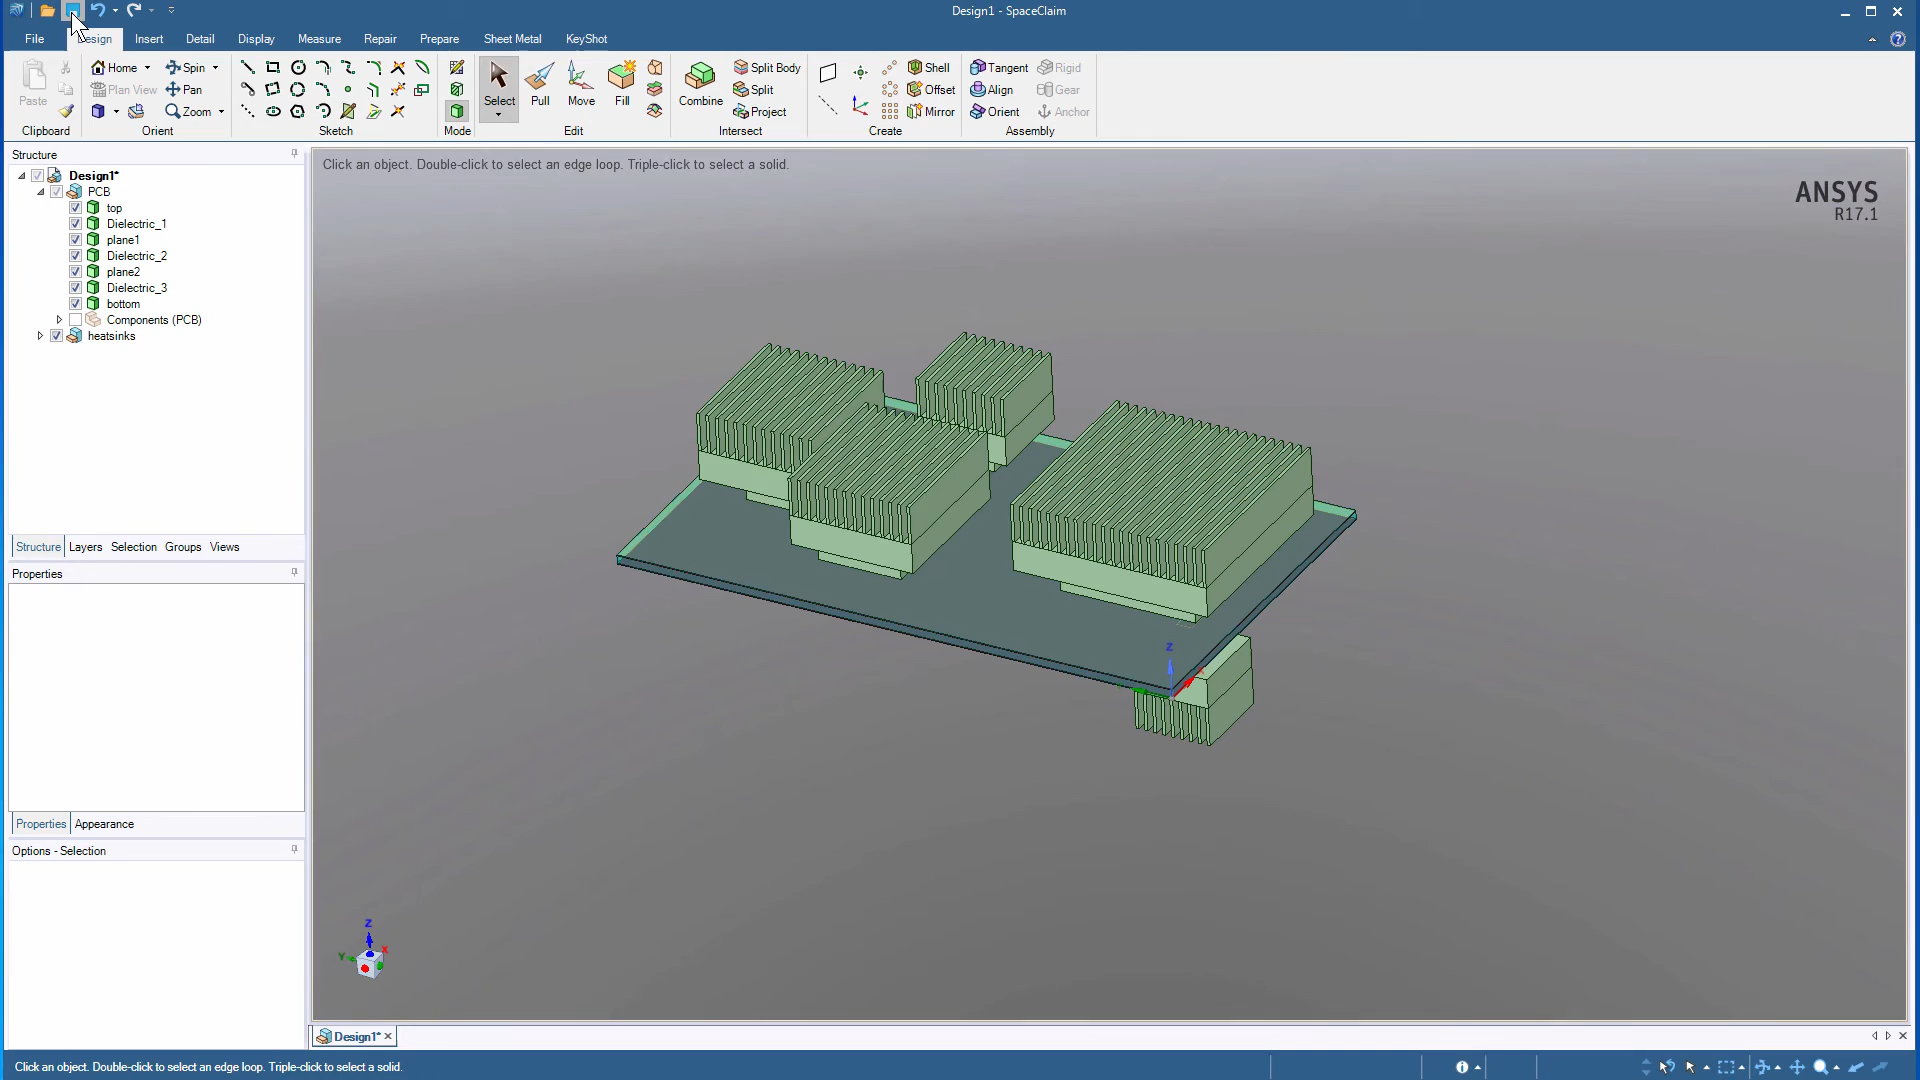 Design1 - SpaceClaim
File Design Insert Detail Display Measure Repair Prepare Sheet Metal KeyShot
Paste
Clipboard
Home Spin
Plan View Pan
Zoom
Orient
Sketch
Mode
Select Pull Move Fill
Edit
Combine
Split Body
Split
Project
Intersect
Shell
Offset
Mirror
Create
Tangent Rigid
Align Gear
Orient Anchor
Assembly
Structure
Design1*
PCB
top
Dielectric_1
plane1
Dielectric_2
plane2
Dielectric_3
bottom
Components (PCB)
heatsinks
Structure Layers Selection Groups Views
Properties
Properties Appearance
Options - Selection
Click an object. Double-click to select an edge loop. Triple-click to select a solid.
ANSYS
R17.1
Z
Z
X
Y
Design1*
Click an object. Double-click to select an edge loop. Triple-click to select a solid.